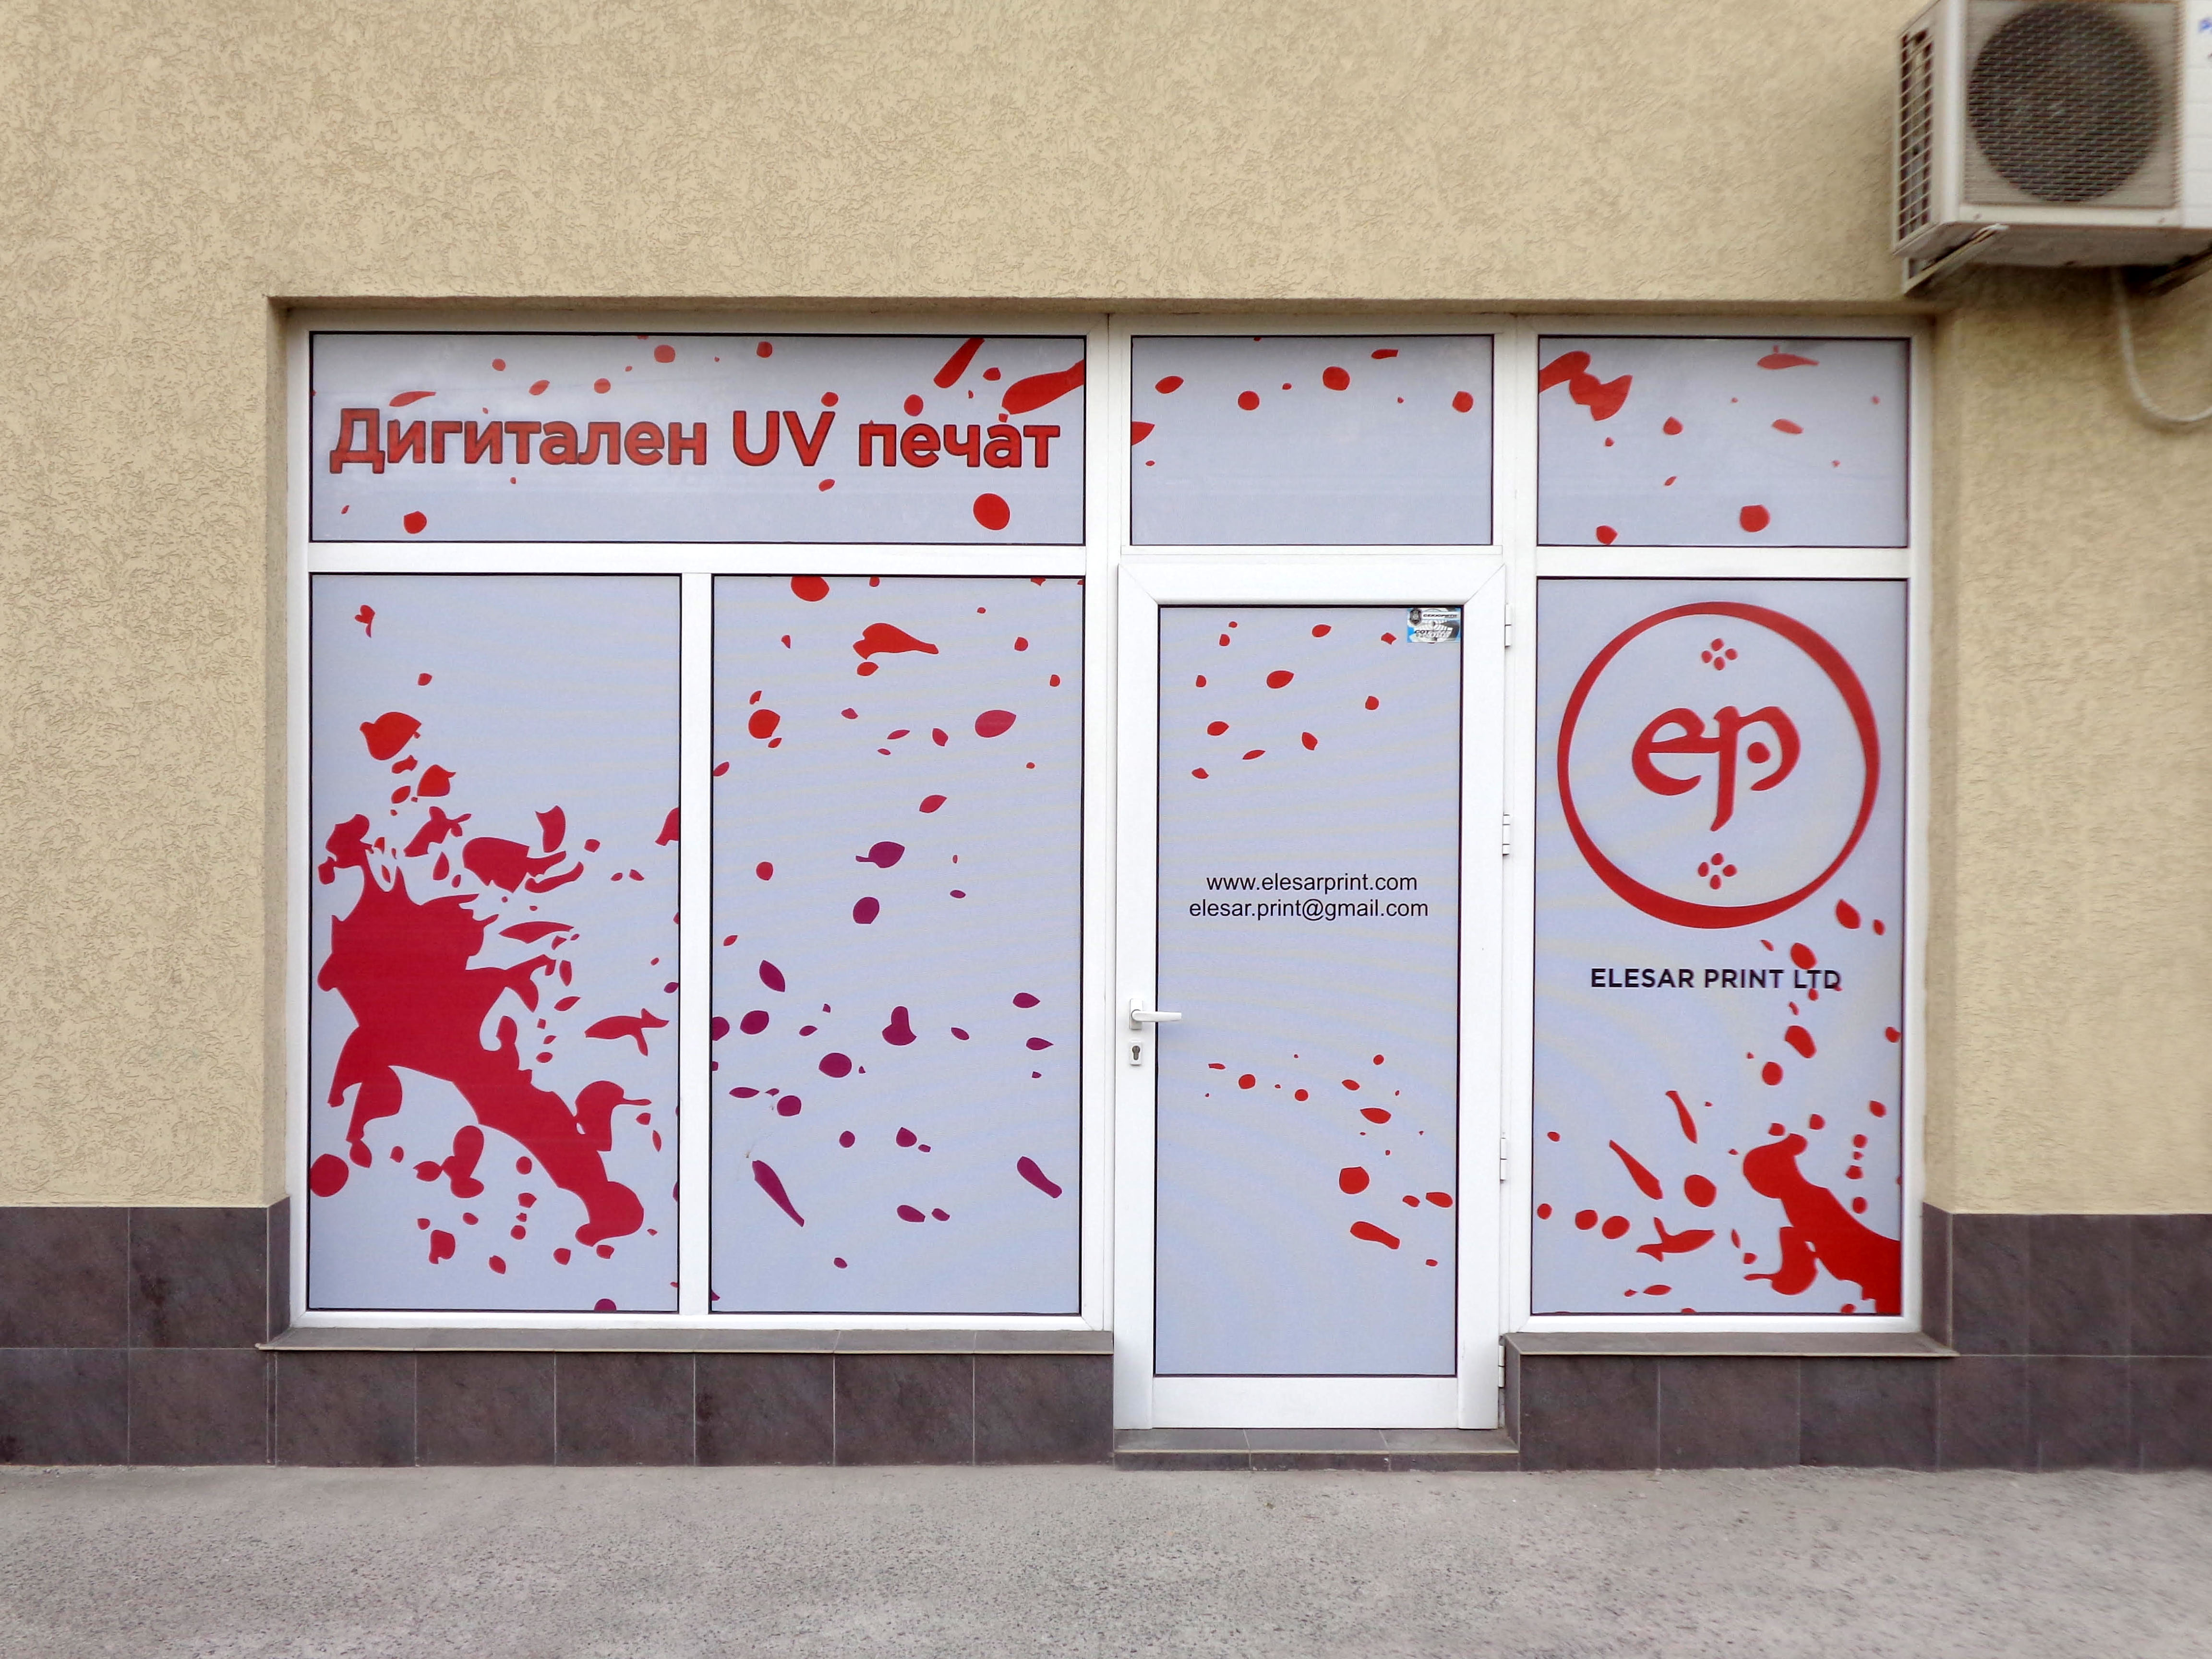 Дигитален UV печат
www.elesarprint.com
elesar.print@gmail.com
ep
ELESAR PRINT LTD